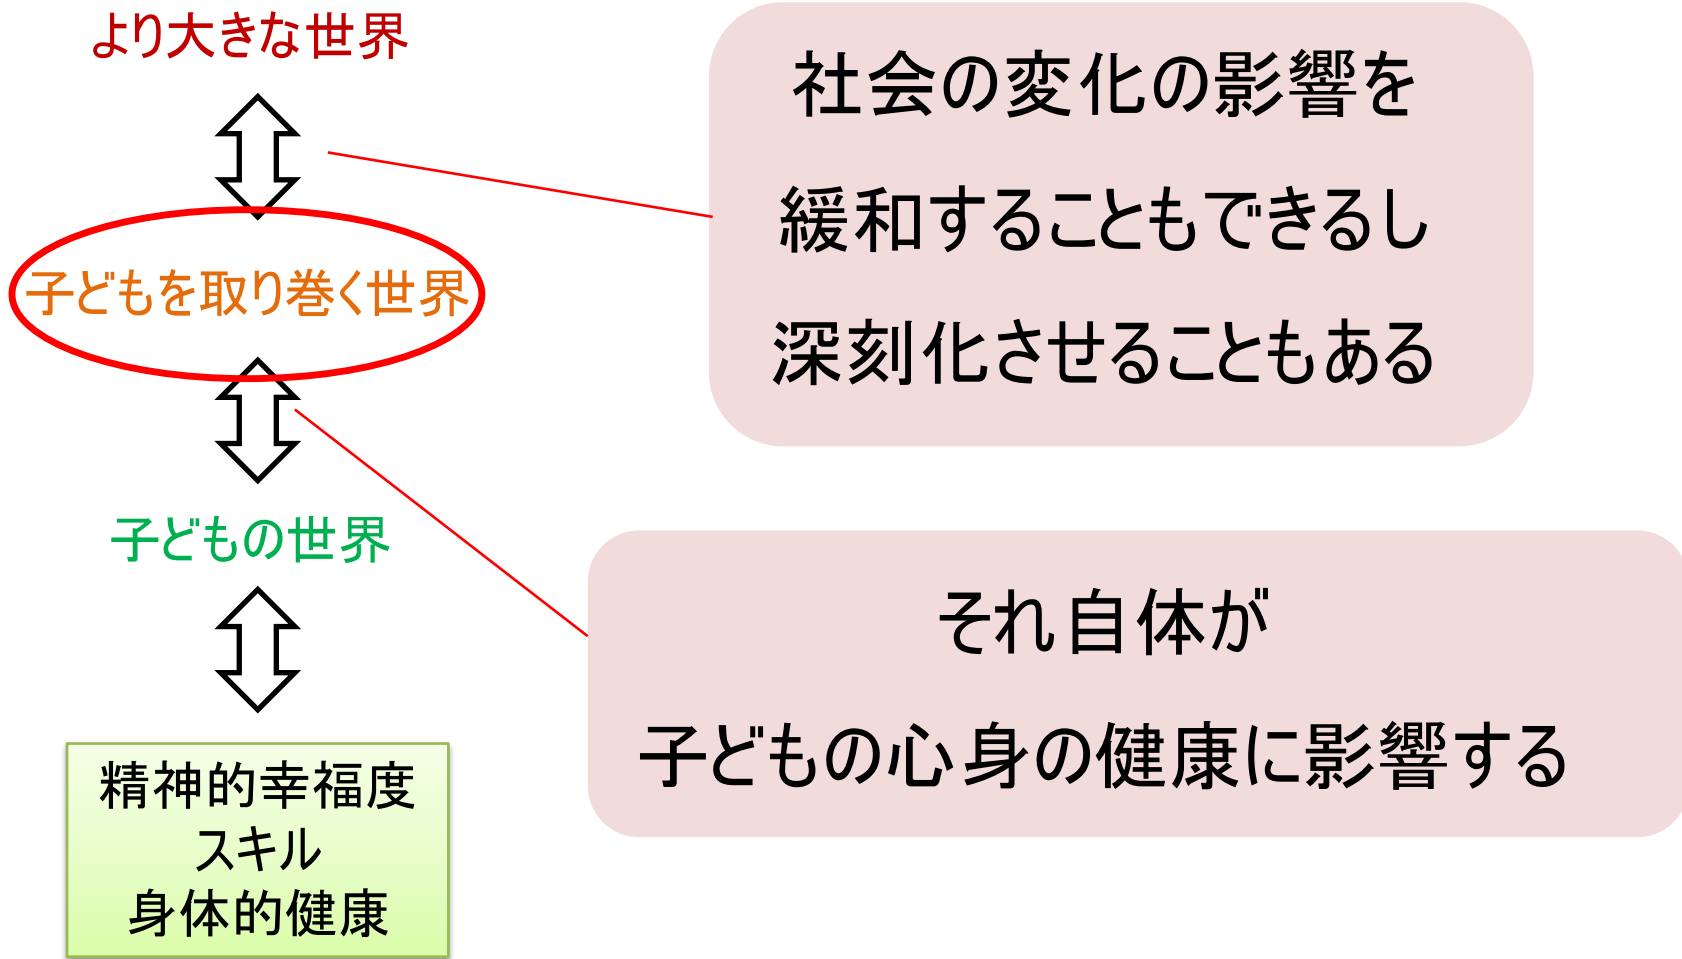 より大きな世界
社会の変化の影響を
緩和することもできるし
深刻化させることもある
子どもを取り巻く世界
子どもの世界
それ自体が
子どもの心身の健康に影響する
精神的幸福度
スキル
身体的健康